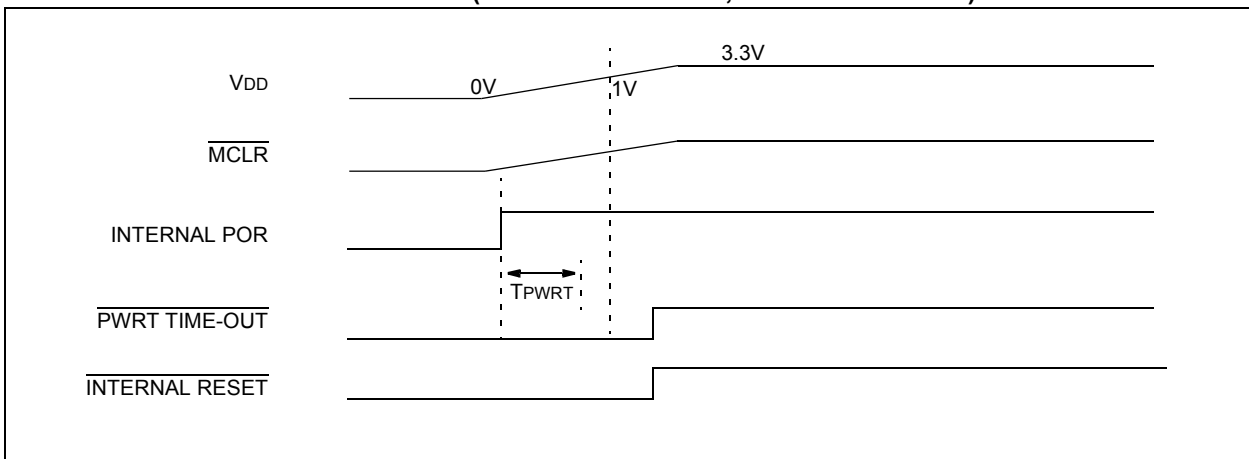 3.3V
VDD
0V
1V
MCLR
INTERNAL POR
TPWRT
PWRT TIME-OUT
INTERNAL RESET